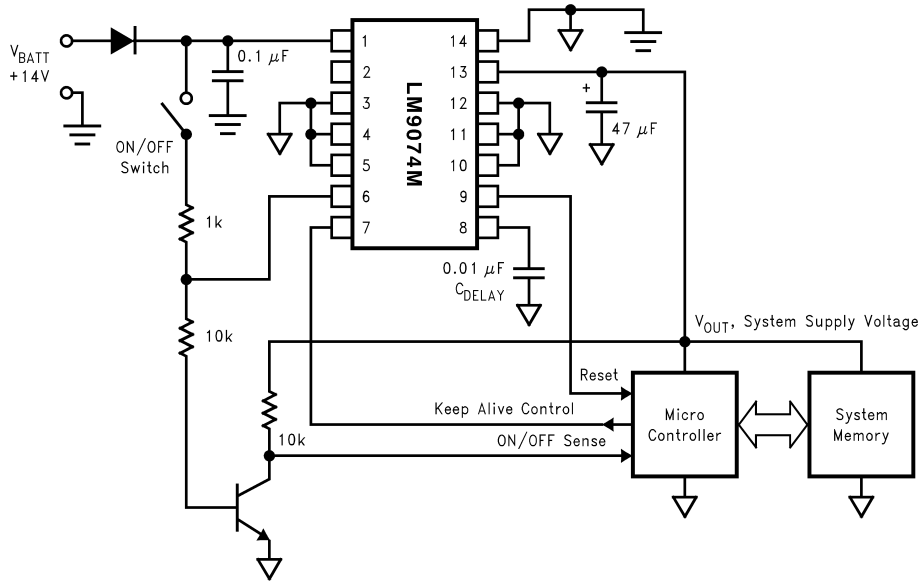 V_BATT
+14V
ON/OFF
Switch
0.1 μF
1k
10k
10k
LM9074M
1
2
3
4
5
6
7
14
13
12
11
10
9
8
+
47 μF
0.01 μF
C_DELAY
V_OUT, System Supply Voltage
Reset
Keep Alive Control
ON/OFF Sense
Micro
Controller
System
Memory